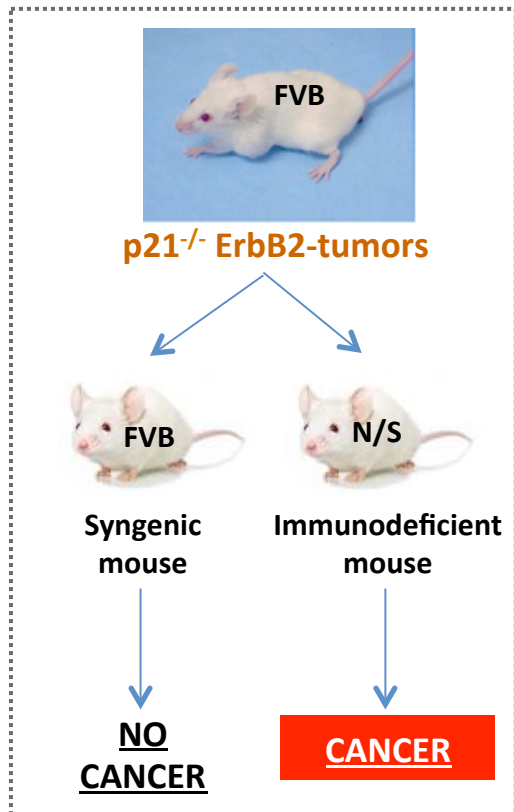 FVB
p21-/- ErbB2-tumors
FVB
N/S
Syngenic
mouse
Immunodeficient
mouse
NO
CANCER
CANCER